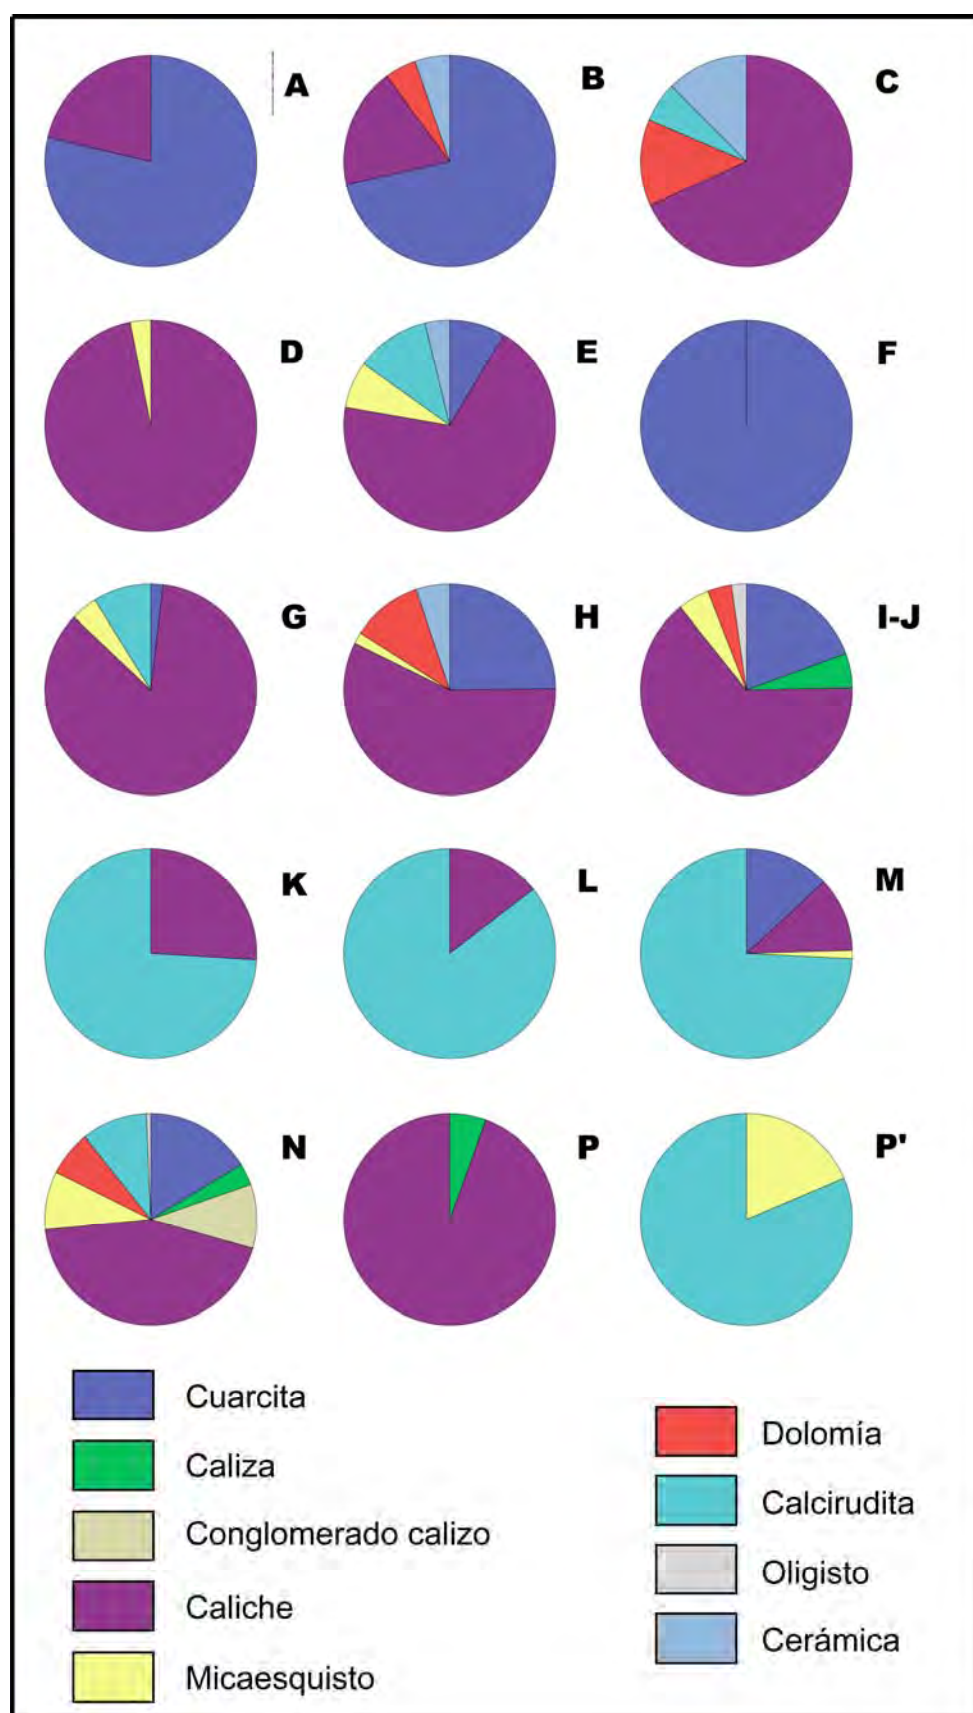 A
B
C
D
E
F
G
H
I-J
K
L
M
N
P
P'
Cuarcita
Caliza
Conglomerado calizo
Caliche
Micaesquisto
Dolomía
Calcirudita
Oligisto
Cerámica